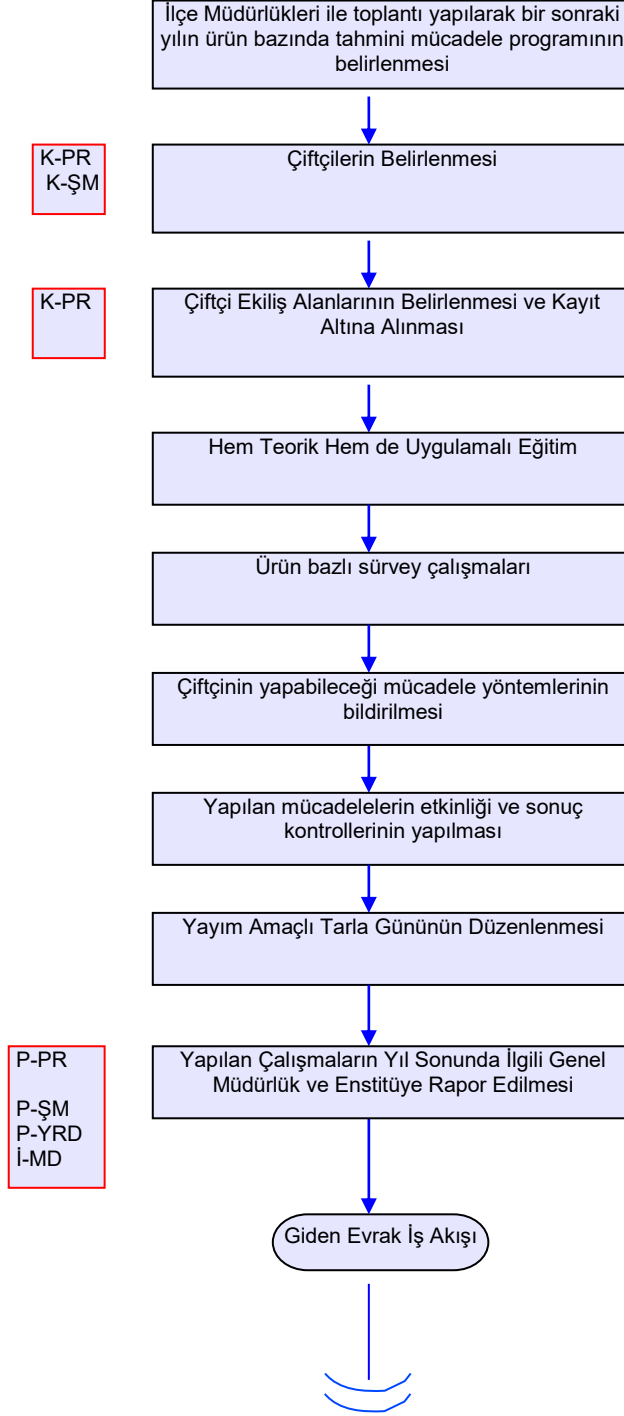 İlçe Müdürlükleri ile toplantı yapılarak bir sonraki
yılın ürün bazında tahmini mücadele programının
belirlenmesi
K-PR
K-ŞM
Çiftçilerin Belirlenmesi
K-PR
Çiftçi Ekiliş Alanlarının Belirlenmesi ve Kayıt
Altına Alınması
Hem Teorik Hem de Uygulamalı Eğitim
Ürün bazlı sürvey çalışmaları
Çiftçinin yapabileceği mücadele yöntemlerinin
bildirilmesi
Yapılan mücadelelerin etkinliği ve sonuç
kontrollerinin yapılması
Yayım Amaçlı Tarla Gününün Düzenlenmesi
P-PR
P-ŞM
P-YRD
İ-MD
Yapılan Çalışmaların Yıl Sonunda İlgili Genel
Müdürlük ve Enstitüye Rapor Edilmesi
Giden Evrak İş Akışı